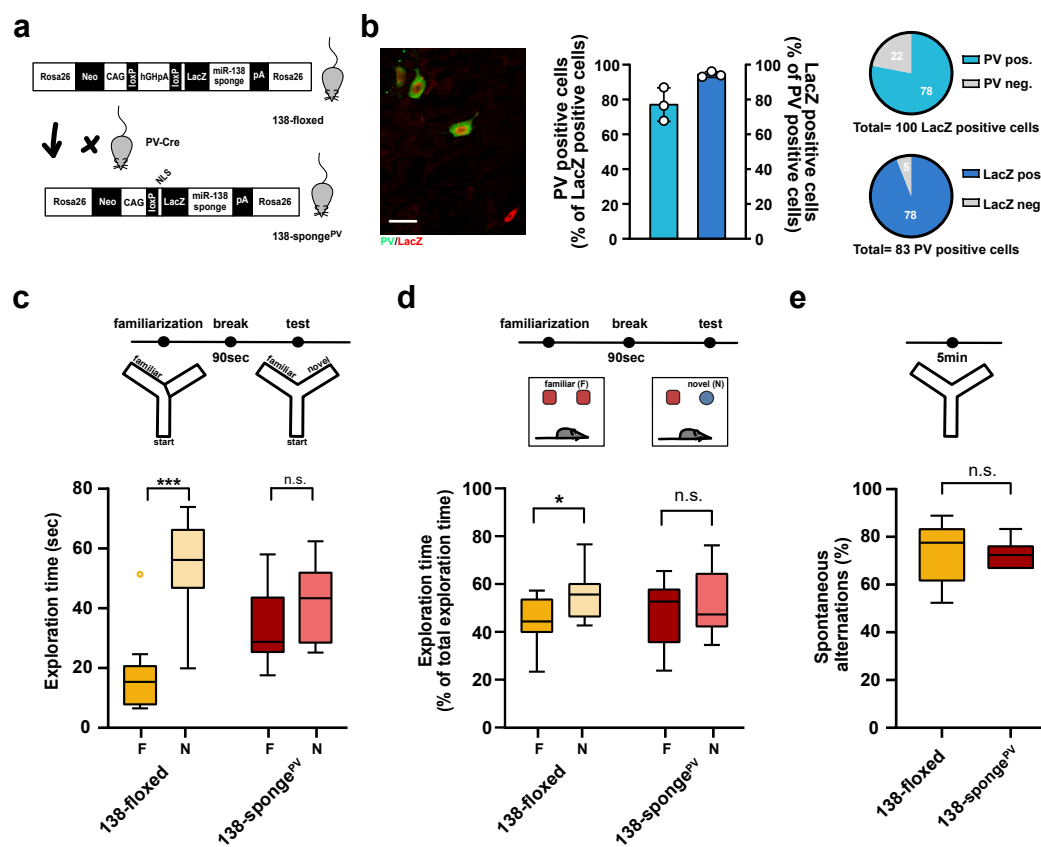 a
Rosa26 Neo CAG loxP hGHpA loxP LacZ miR-138 sponge pA Rosa26
138-floxed
PV-Cre
NLS
Rosa26 Neo CAG loxP LacZ miR-138 sponge pA Rosa26
138-sponge^PV
b
PV/LacZ
PV positive cells
(% of LacZ positive cells)
100
80
60
40
20
0
100
80
60
40
20
0
LacZ positive cells
(% of PV positive cells)
22
78
PV pos.
PV neg.
Total= 100 LacZ positive cells
5
78
LacZ pos
LacZ neg
Total= 83 PV positive cells
c
familiarization break test
90sec
familiar
start
familiar novel
start
Exploration time (sec)
80
60
40
20
0
***
n.s.
F N F N
138-floxed
138-sponge^PV
d
familiarization break test
90sec
familiar (F)
novel (N)
Exploration time
(% of total exploration time)
100
80
60
40
20
0
*
n.s.
F N F N
138-floxed
138-sponge^PV
e
5min
Spontaneous
alternations (%)
100
80
60
40
20
0
n.s.
138-floxed
138-sponge^PV